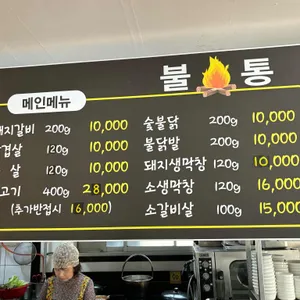 불 통
메인메뉴
돼지갈비 200g 10,000
겹살 120g 10,000
살 120g 10,000
고기 400g 28,000
(추가반접시 16,000)
숯불닭 200g 10,000
불닭발 200g 10,000
돼지생막창 120g 10,000
소생막창 120g 16,000
소갈비살 100g 15,000